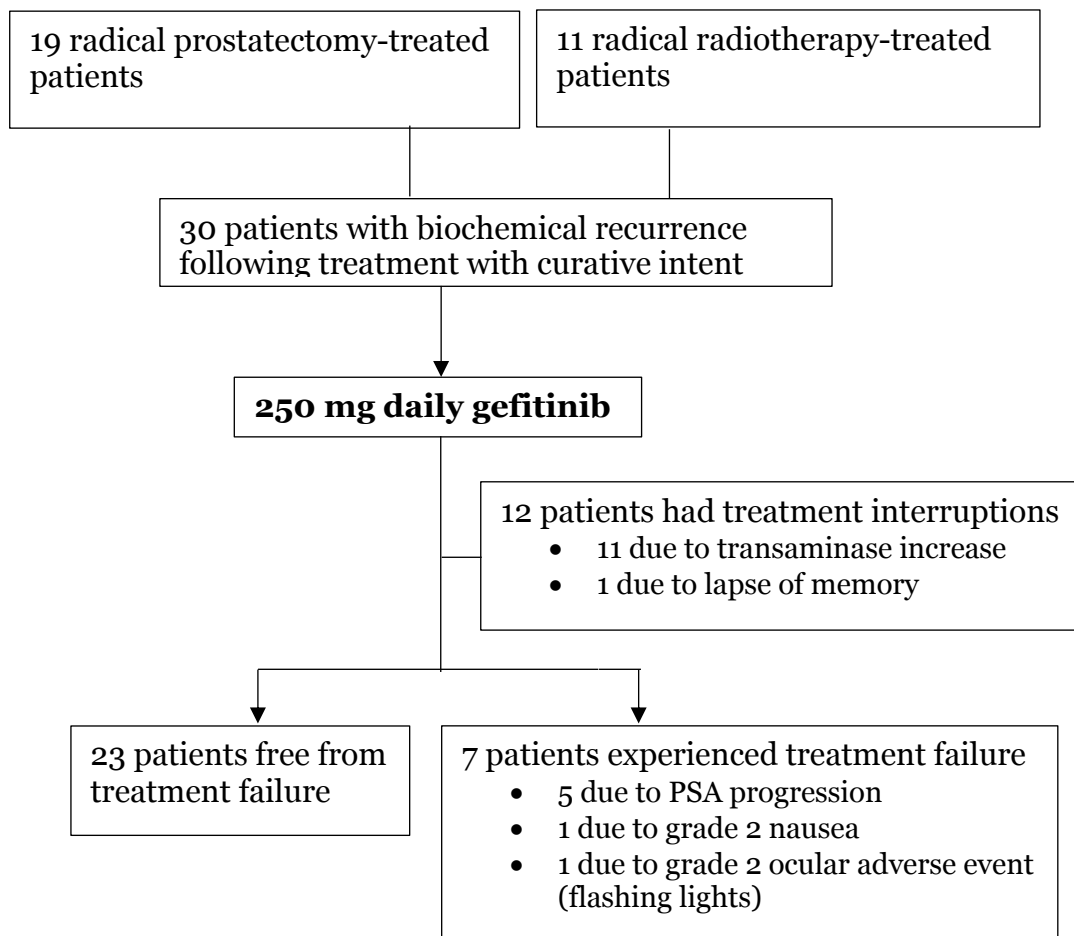 19 radical prostatectomy-treated
patients
11 radical radiotherapy-treated
patients
30 patients with biochemical recurrence
following treatment with curative intent
250 mg daily gefitinib
12 patients had treatment interruptions
• 11 due to transaminase increase
• 1 due to lapse of memory
23 patients free from
treatment failure
7 patients experienced treatment failure
• 5 due to PSA progression
• 1 due to grade 2 nausea
• 1 due to grade 2 ocular adverse event
(flashing lights)